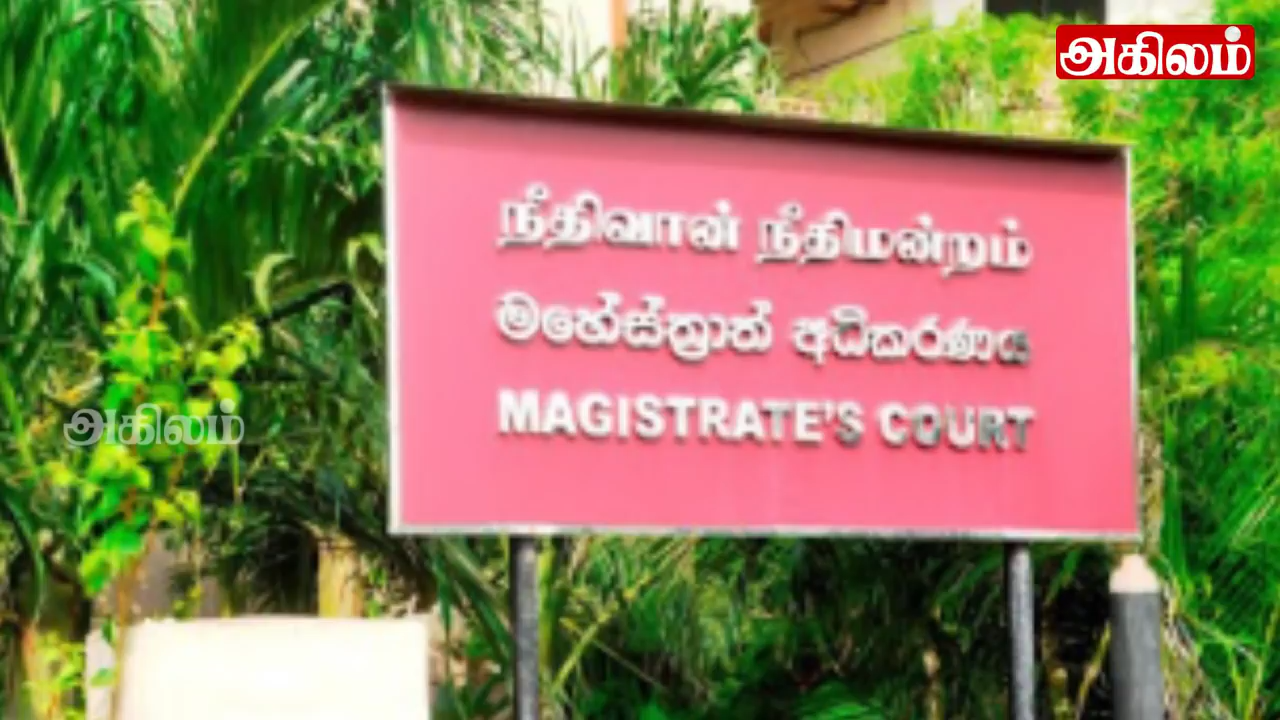 அகிலம்
நீதிவான் நீதிமன்றம்
මහේස්ත්‍රාත් අධිකරණය
MAGISTRATE'S COURT
அகிலம்